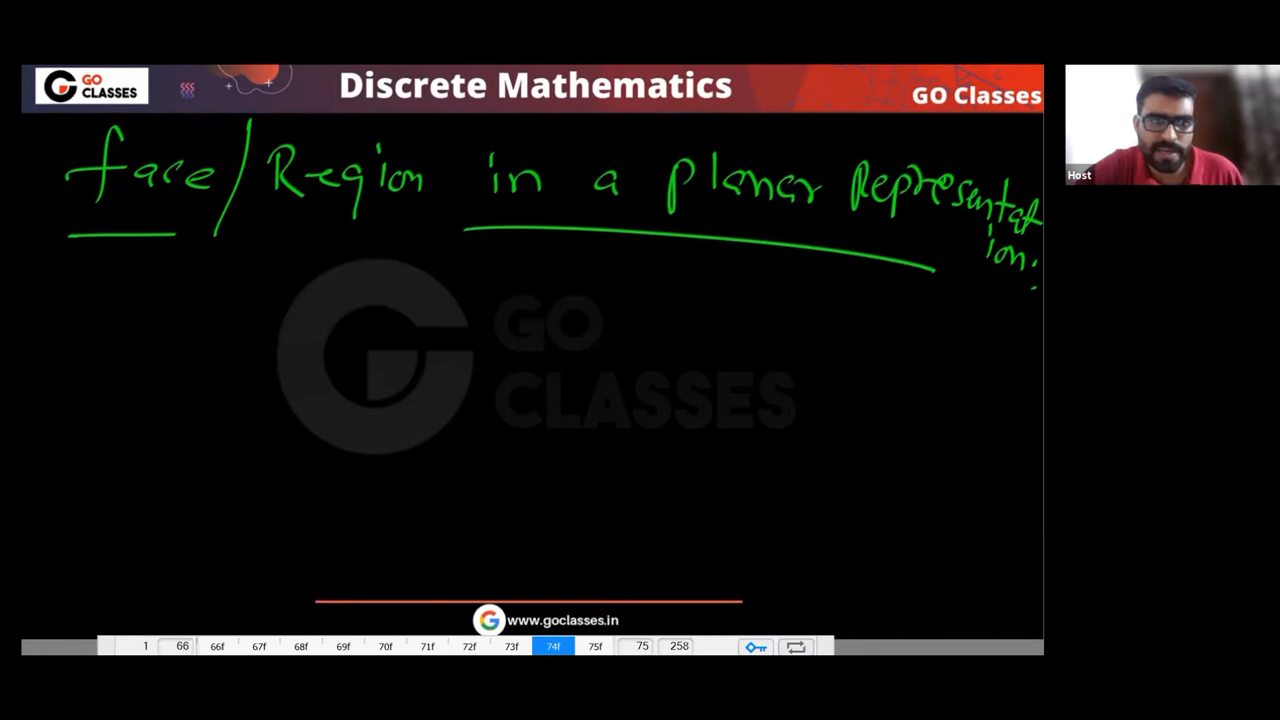 GO
CLASSES
Discrete Mathematics
GO Classes
face/Region in a planar Representat
ion.
Host
GO
CLASSES
www.goclasses.in
1 66 66f 67f 68f 69f 70f 71f 72f 73f 74f 75f 75 258